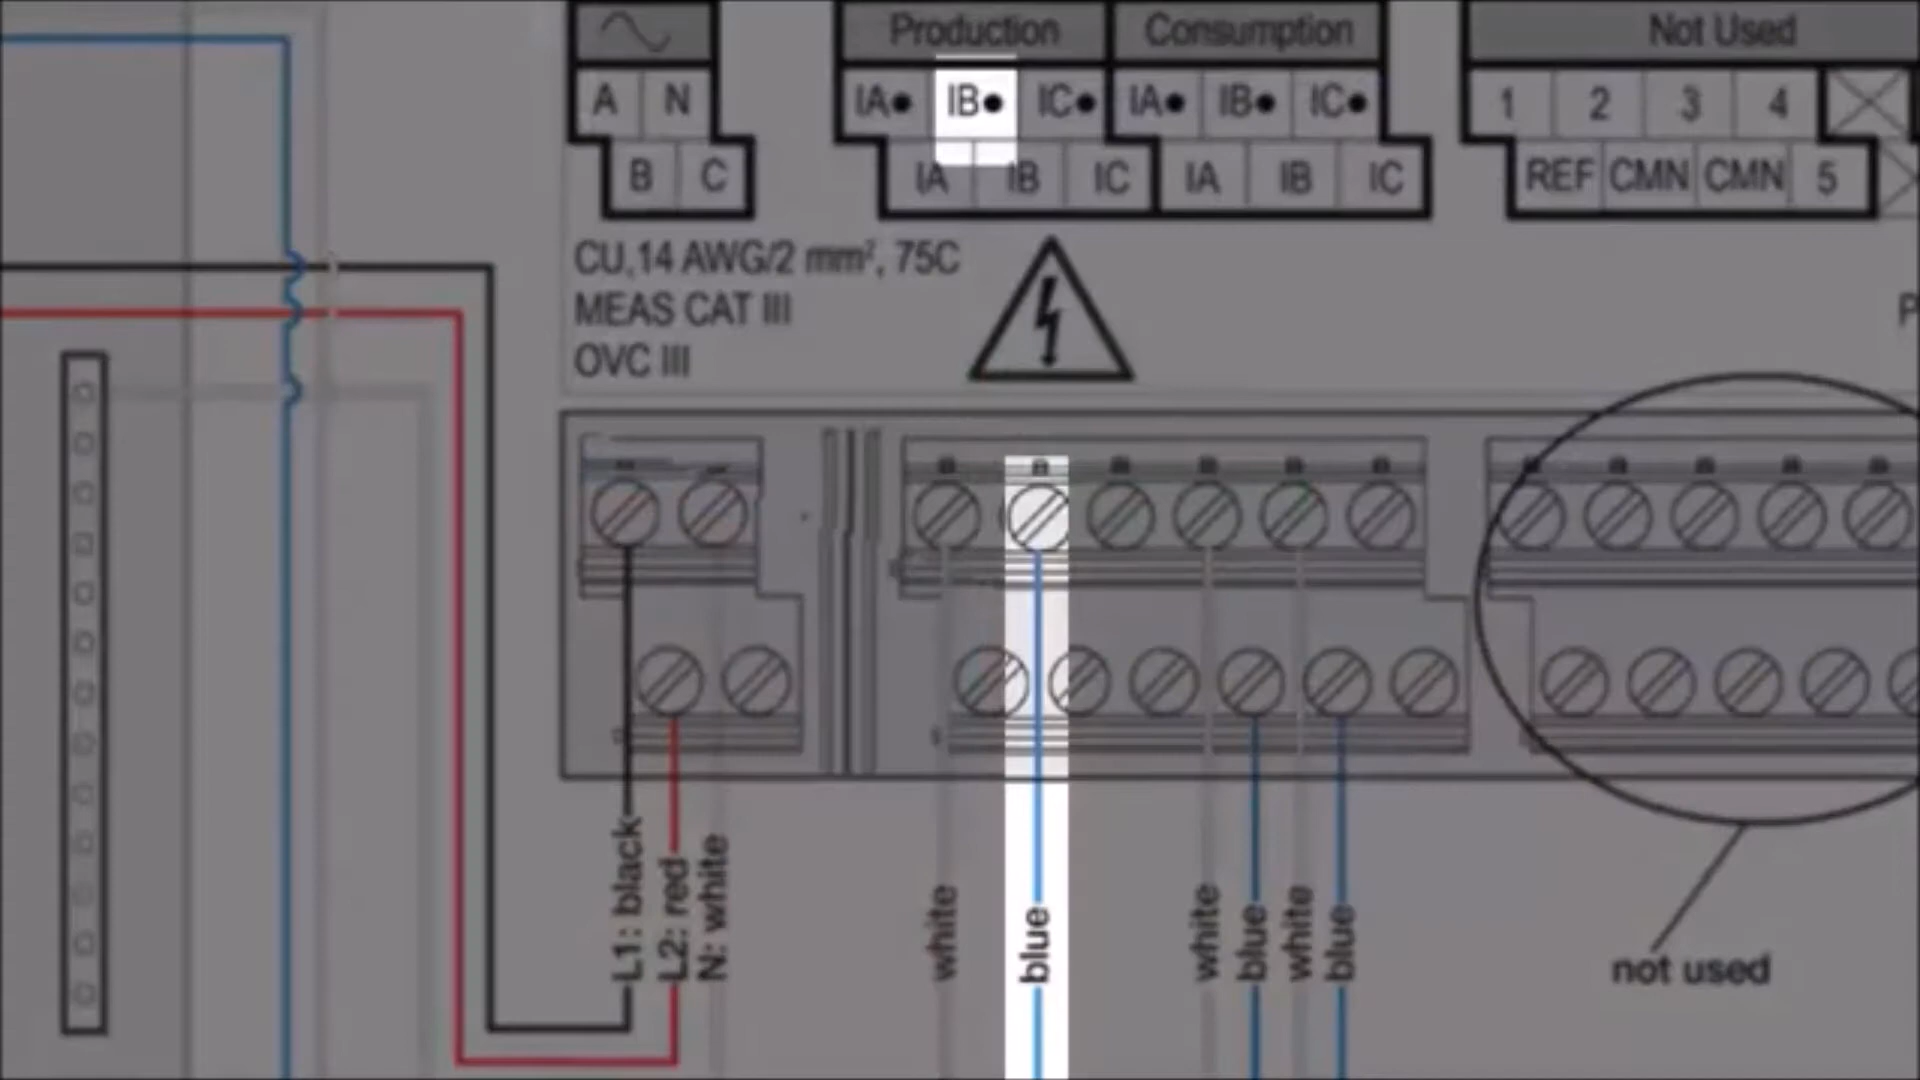 Production Consumption Not Used
A N IA● IB● IC● IA● IB● IC● 1 2 3 4
B C IA IB IC IA IB IC REF CMN CMN 5
CU,14 AWG/2 mm², 75C
MEAS CAT III
OVC III
P
L1: black
L2: red
N: white
white
blue
white
blue
white
blue
not used